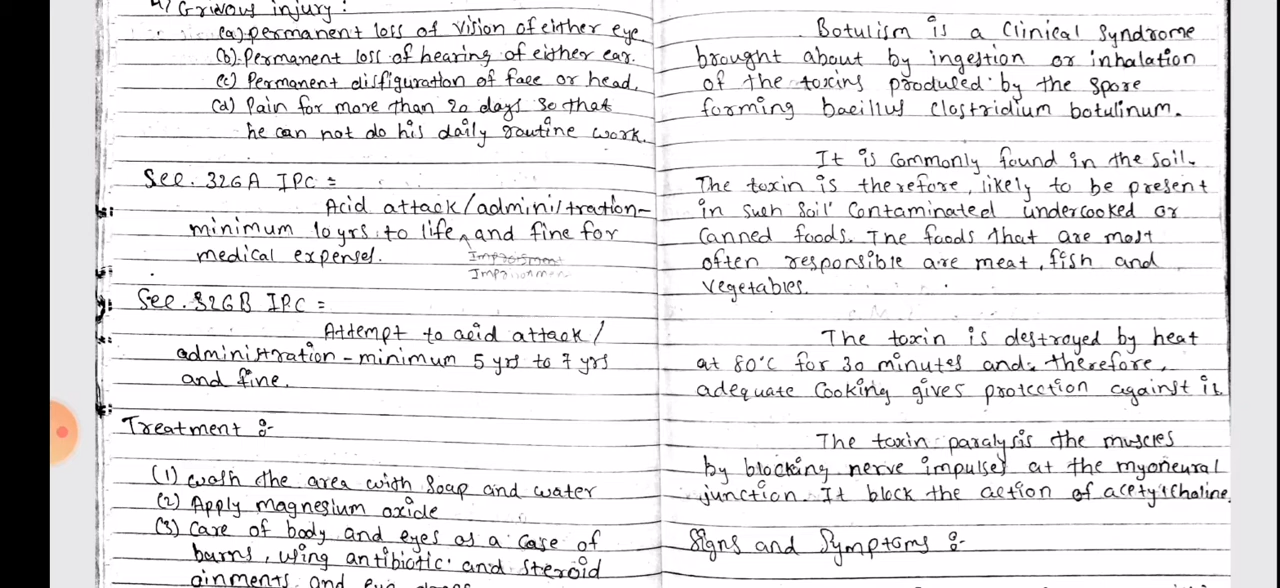 4) Grivous injury:
(a) permanent loss of vision of either eye
(b) Permanent loss of hearing of either ear.
(c) Permanent disfiguration of face or head,
(d) Pain for more than 20 days so that
he can not do his daily routine work.
Sec. 326A IPC =
Acid attack/administration-
minimum 10 yrs to life, and fine for
Imprisonment
medical expenses.
Imprisonmen
Sec. 326B IPC =
Attempt to acid attack/
administration - minimum 5 yrs to 7 yrs
and fine.
Treatment :-
(1) wash the area with Soap and water
(2) Apply magnesium oxide
(3) Care of body and eyes as a case of
burns, using antibiotic and steroid
ointments and
Botulism is a Clinical Syndrome
brought about by ingestion or inhalation
of the toxins produced by the spore
forming bacillus Clostridium botulinum.
It is commonly found in the soil.
The toxin is therefore, likely to be present
in such soil contaminated undercooked or
canned foods. The foods that are most
often responsible are meat, fish and
vegetables.
The toxin is destroyed by heat
at 80°C for 30 minutes and therefore,
adequate cooking gives protection against it.
The toxin paralysis the muscles
by blocking nerve impulses at the myoneural
junction. It block the action of acetylcholine.
Signs and Symptoms :-